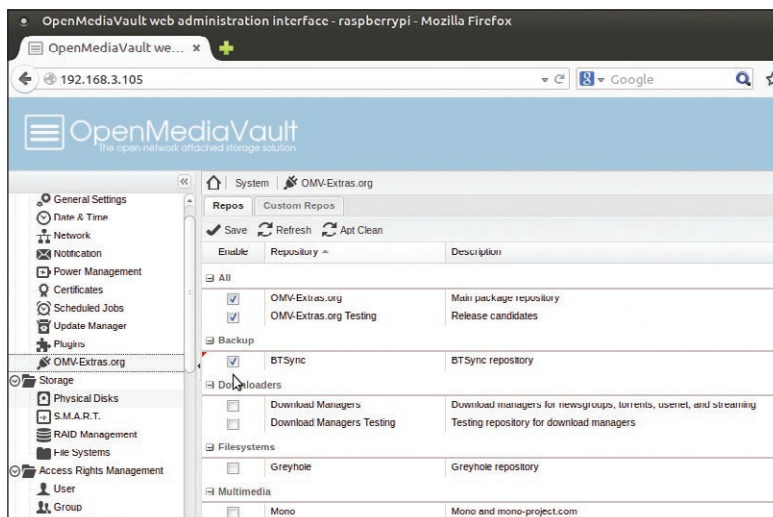 OpenMediaVault web administration interface - raspberrypi - Mozilla Firefox
OpenMediaVault we...
192.168.3.105
Google
OpenMediaVault
The open network attached storage solution
General Settings
Date & Time
Network
Notification
Power Management
Certificates
Scheduled Jobs
Update Manager
Plugins
OMV-Extras.org
Storage
Physical Disks
S.M.A.R.T.
RAID Management
File Systems
Access Rights Management
User
Group
System | OMV-Extras.org
Repos Custom Repos
Save Refresh Apt Clean
Enable Repository Description
All
OMV-Extras.org Main package repository
OMV-Extras.org Testing Release candidates
Backup
BTSync BTSync repository
Downloaders
Download Managers Download managers for newsgroups, torrents, usenet, and streaming
Download Managers Testing Testing repository for download managers
Filesystems
Greyhole Greyhole repository
Multimedia
Mono Mono and mono-project.com